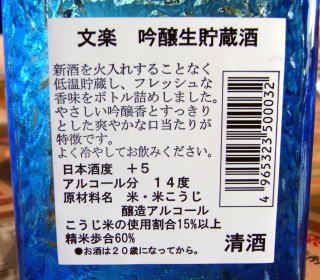 文楽　吟醸生貯蔵酒
新酒を火入れすることなく
低温貯蔵し、フレッシュな
香味をボトル詰めしました。
やさしい吟醸香とすっきり
とした爽やかな口当たりが
特徴です。
よく冷やしてお飲みください。
日本酒度　＋５
アルコール分　１４度
原材料名　米・米こうじ
醸造アルコール
こうじ米の使用割合15%以上
精米歩合60%
●お酒は２０歳になってから。
清酒
4 965323 500032